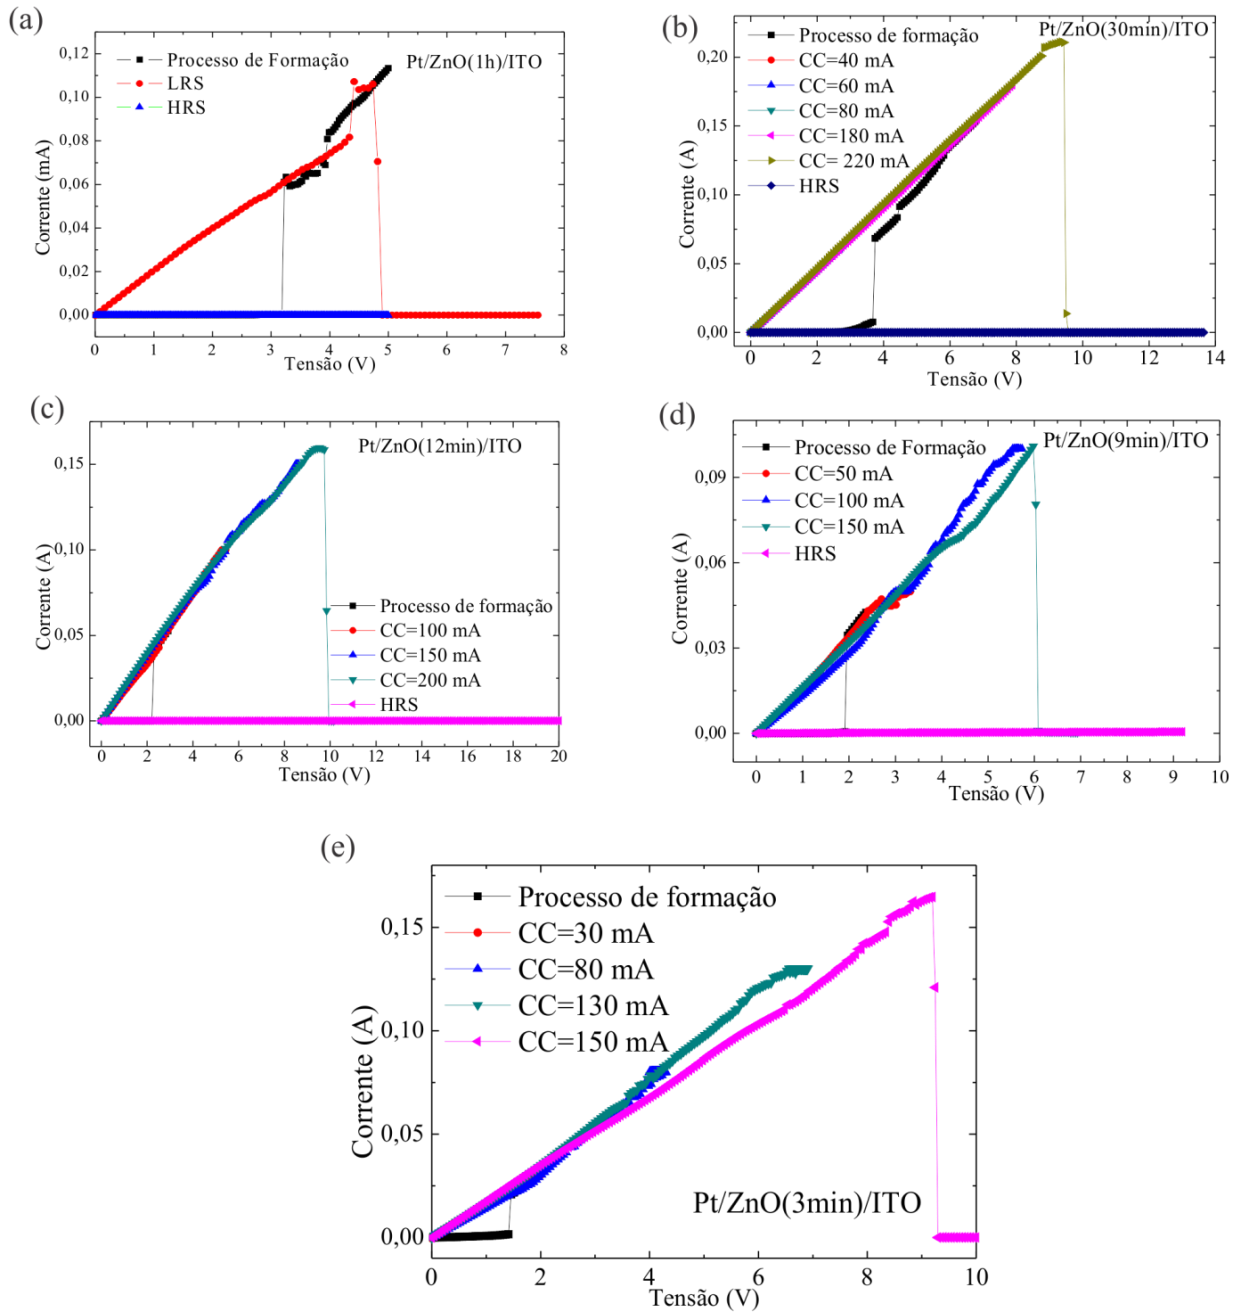 (a)
0,12
0,10
0,08
0,06
0,04
0,02
0,00
Corrente (mA)
Processo de Formação
LRS
HRS
Pt/ZnO(1h)/ITO
0 1 2 3 4 5 6 7 8
Tensão (V)
(b)
0,20
0,15
0,10
0,05
0,00
Corrente (A)
Processo de formação
CC=40 mA
CC=60 mA
CC=80 mA
CC=180 mA
CC= 220 mA
HRS
Pt/ZnO(30min)/ITO
0 2 4 6 8 10 12 14
Tensão (V)
(c)
0,15
0,10
0,05
0,00
Corrente (A)
Pt/ZnO(12min)/ITO
Processo de formação
CC=100 mA
CC=150 mA
CC=200 mA
HRS
0 2 4 6 8 10 12 14 16 18 20
Tensão (V)
(d)
0,09
0,06
0,03
0,00
Corrente (A)
Processo de Formação
CC=50 mA
CC=100 mA
CC=150 mA
HRS
Pt/ZnO(9min)/ITO
0 1 2 3 4 5 6 7 8 9 10
Tensão (V)
(e)
0,15
0,10
0,05
0,00
Corrente (A)
Processo de formação
CC=30 mA
CC=80 mA
CC=130 mA
CC=150 mA
Pt/ZnO(3min)/ITO
0 2 4 6 8 10
Tensão (V)